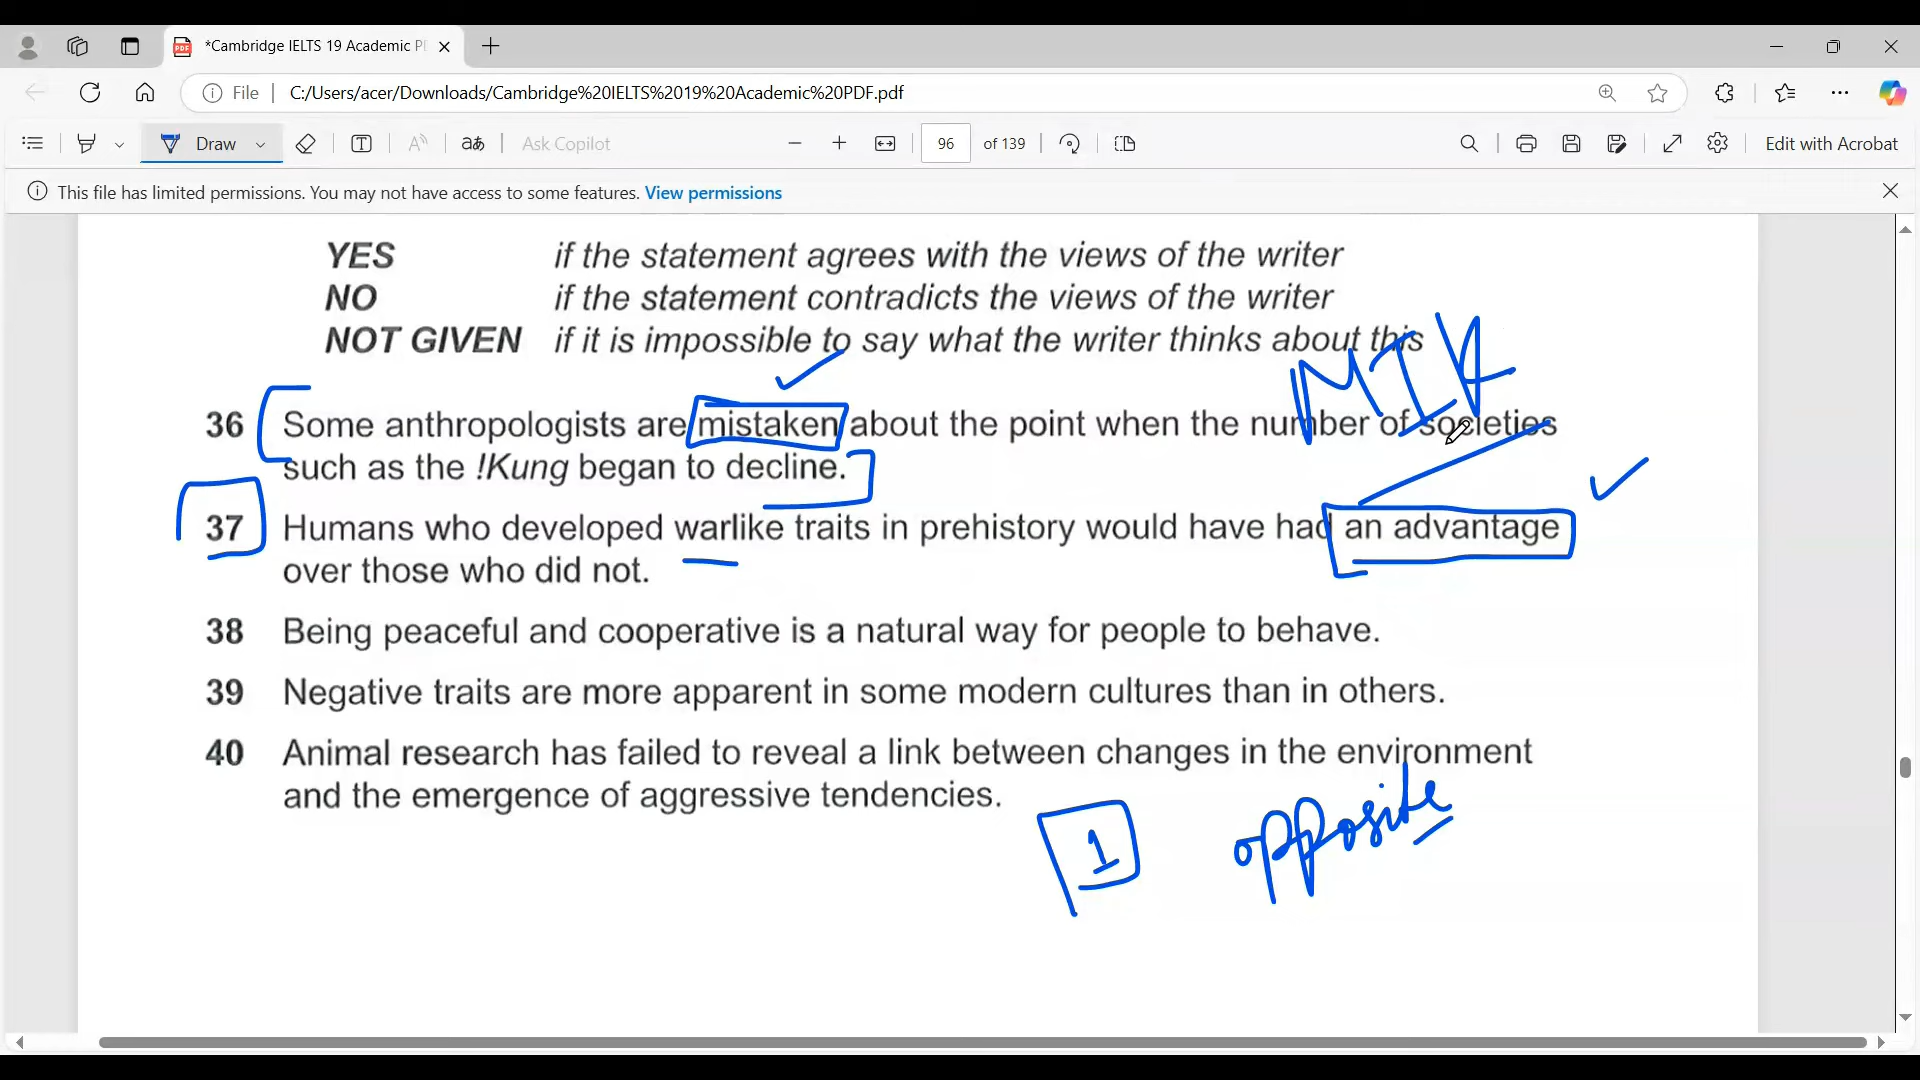 *Cambridge IELTS 19 Academic P
File
C:/Users/acer/Downloads/Cambridge%20IELTS%2019%20Academic%20PDF.pdf
Draw
Ask Copilot
96 of 139
Edit with Acrobat
This file has limited permissions. You may not have access to some features. View permissions
YES if the statement agrees with the views of the writer
NO if the statement contradicts the views of the writer
NOT GIVEN if it is impossible to say what the writer thinks about this
36 Some anthropologists are mistaken about the point when the number of societies
such as the !Kung began to decline.
37 Humans who developed warlike traits in prehistory would have had an advantage
over those who did not.
38 Being peaceful and cooperative is a natural way for people to behave.
39 Negative traits are more apparent in some modern cultures than in others.
40 Animal research has failed to reveal a link between changes in the environment
and the emergence of aggressive tendencies.
1 opposite